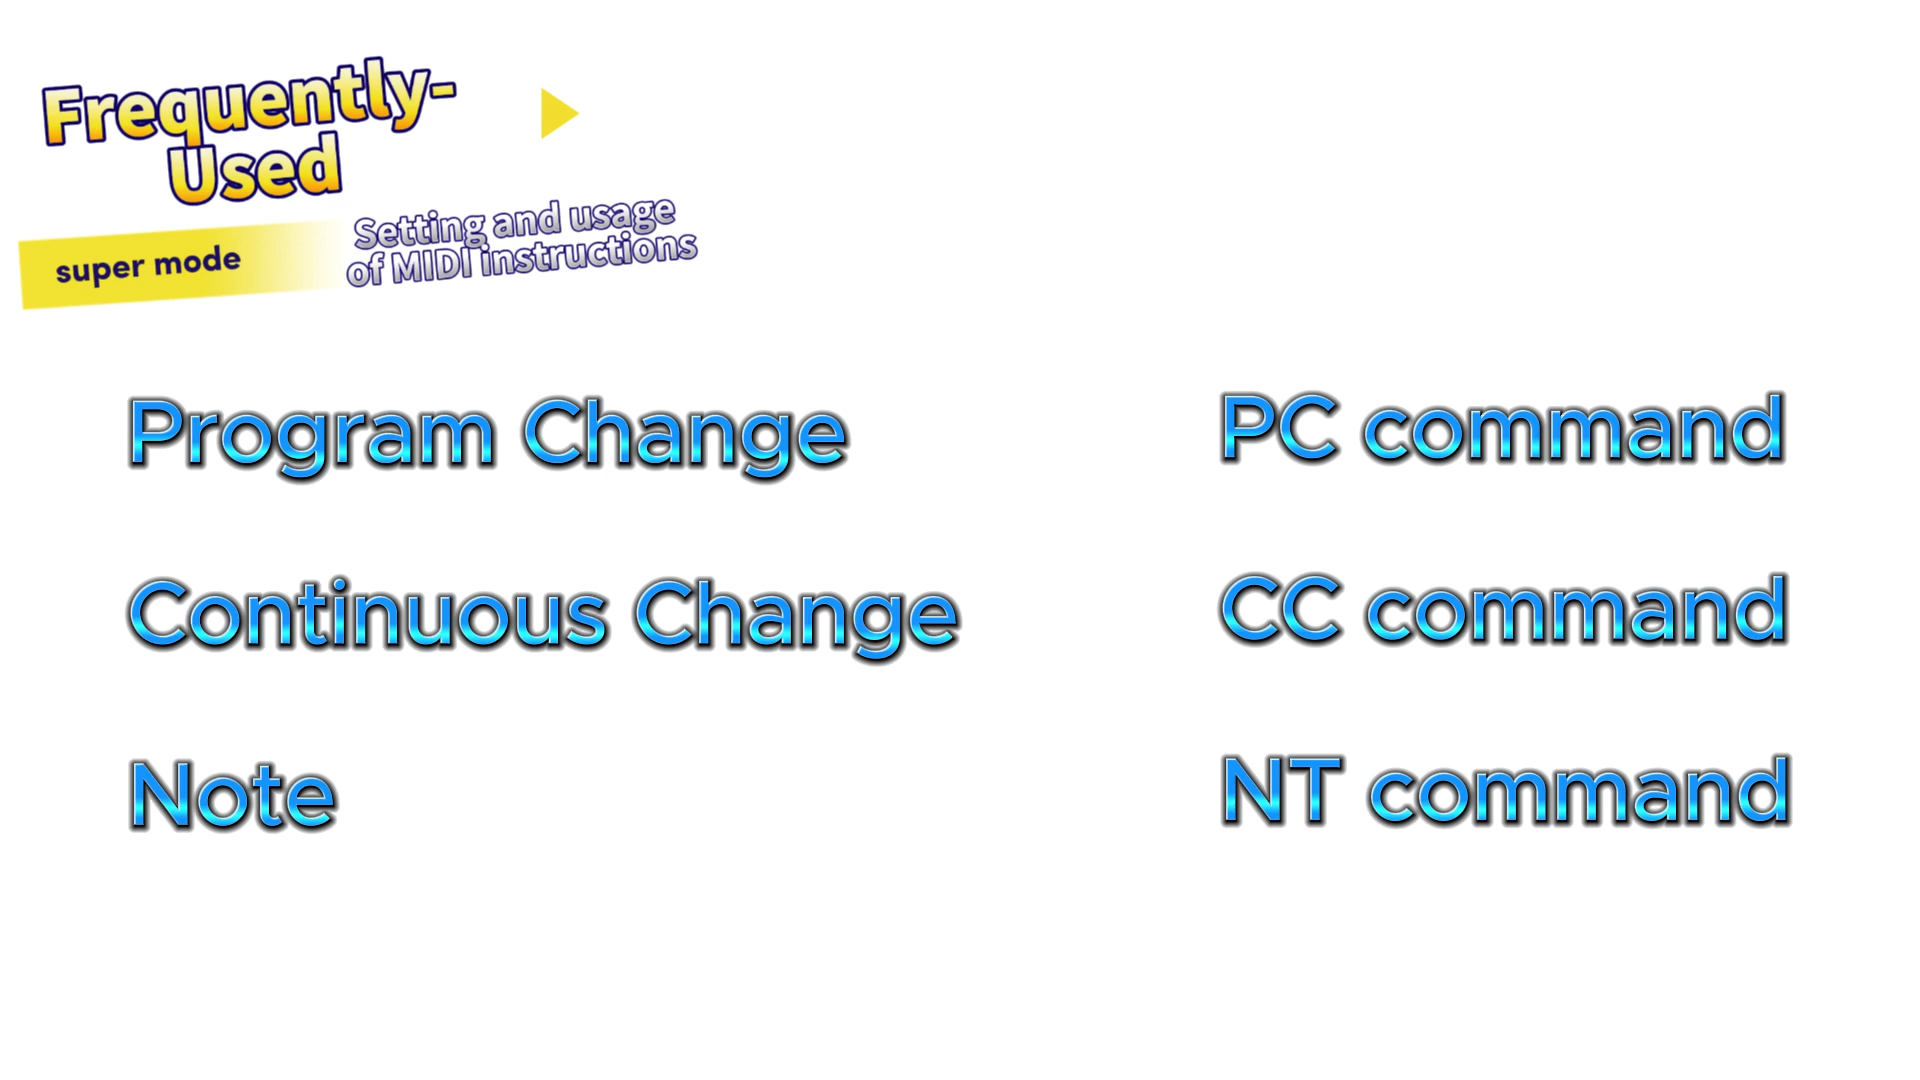 Frequently-
Used
super mode
Setting and usage
of MIDI instructions
Program Change
PC command
Continuous Change
CC command
Note
NT command